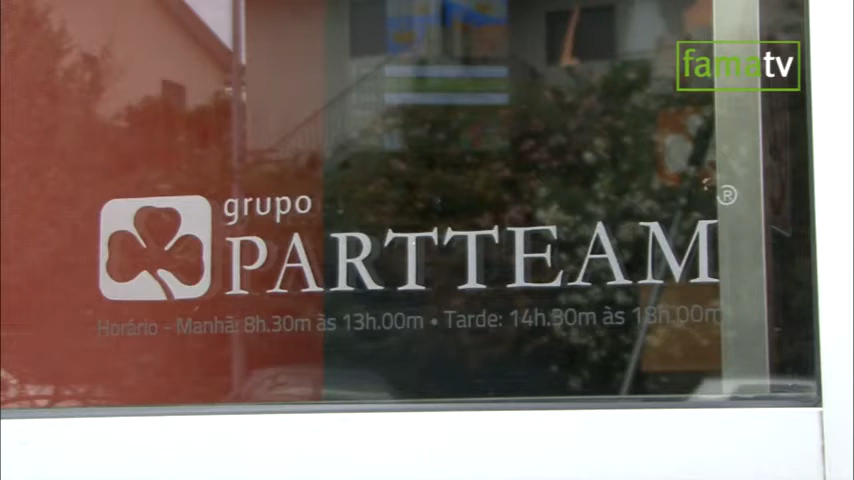 famatv
grupo
PARTTEAM®
Horário - Manhã: 8h.30m às 13h.00m • Tarde: 14h.30m às 18h.00m